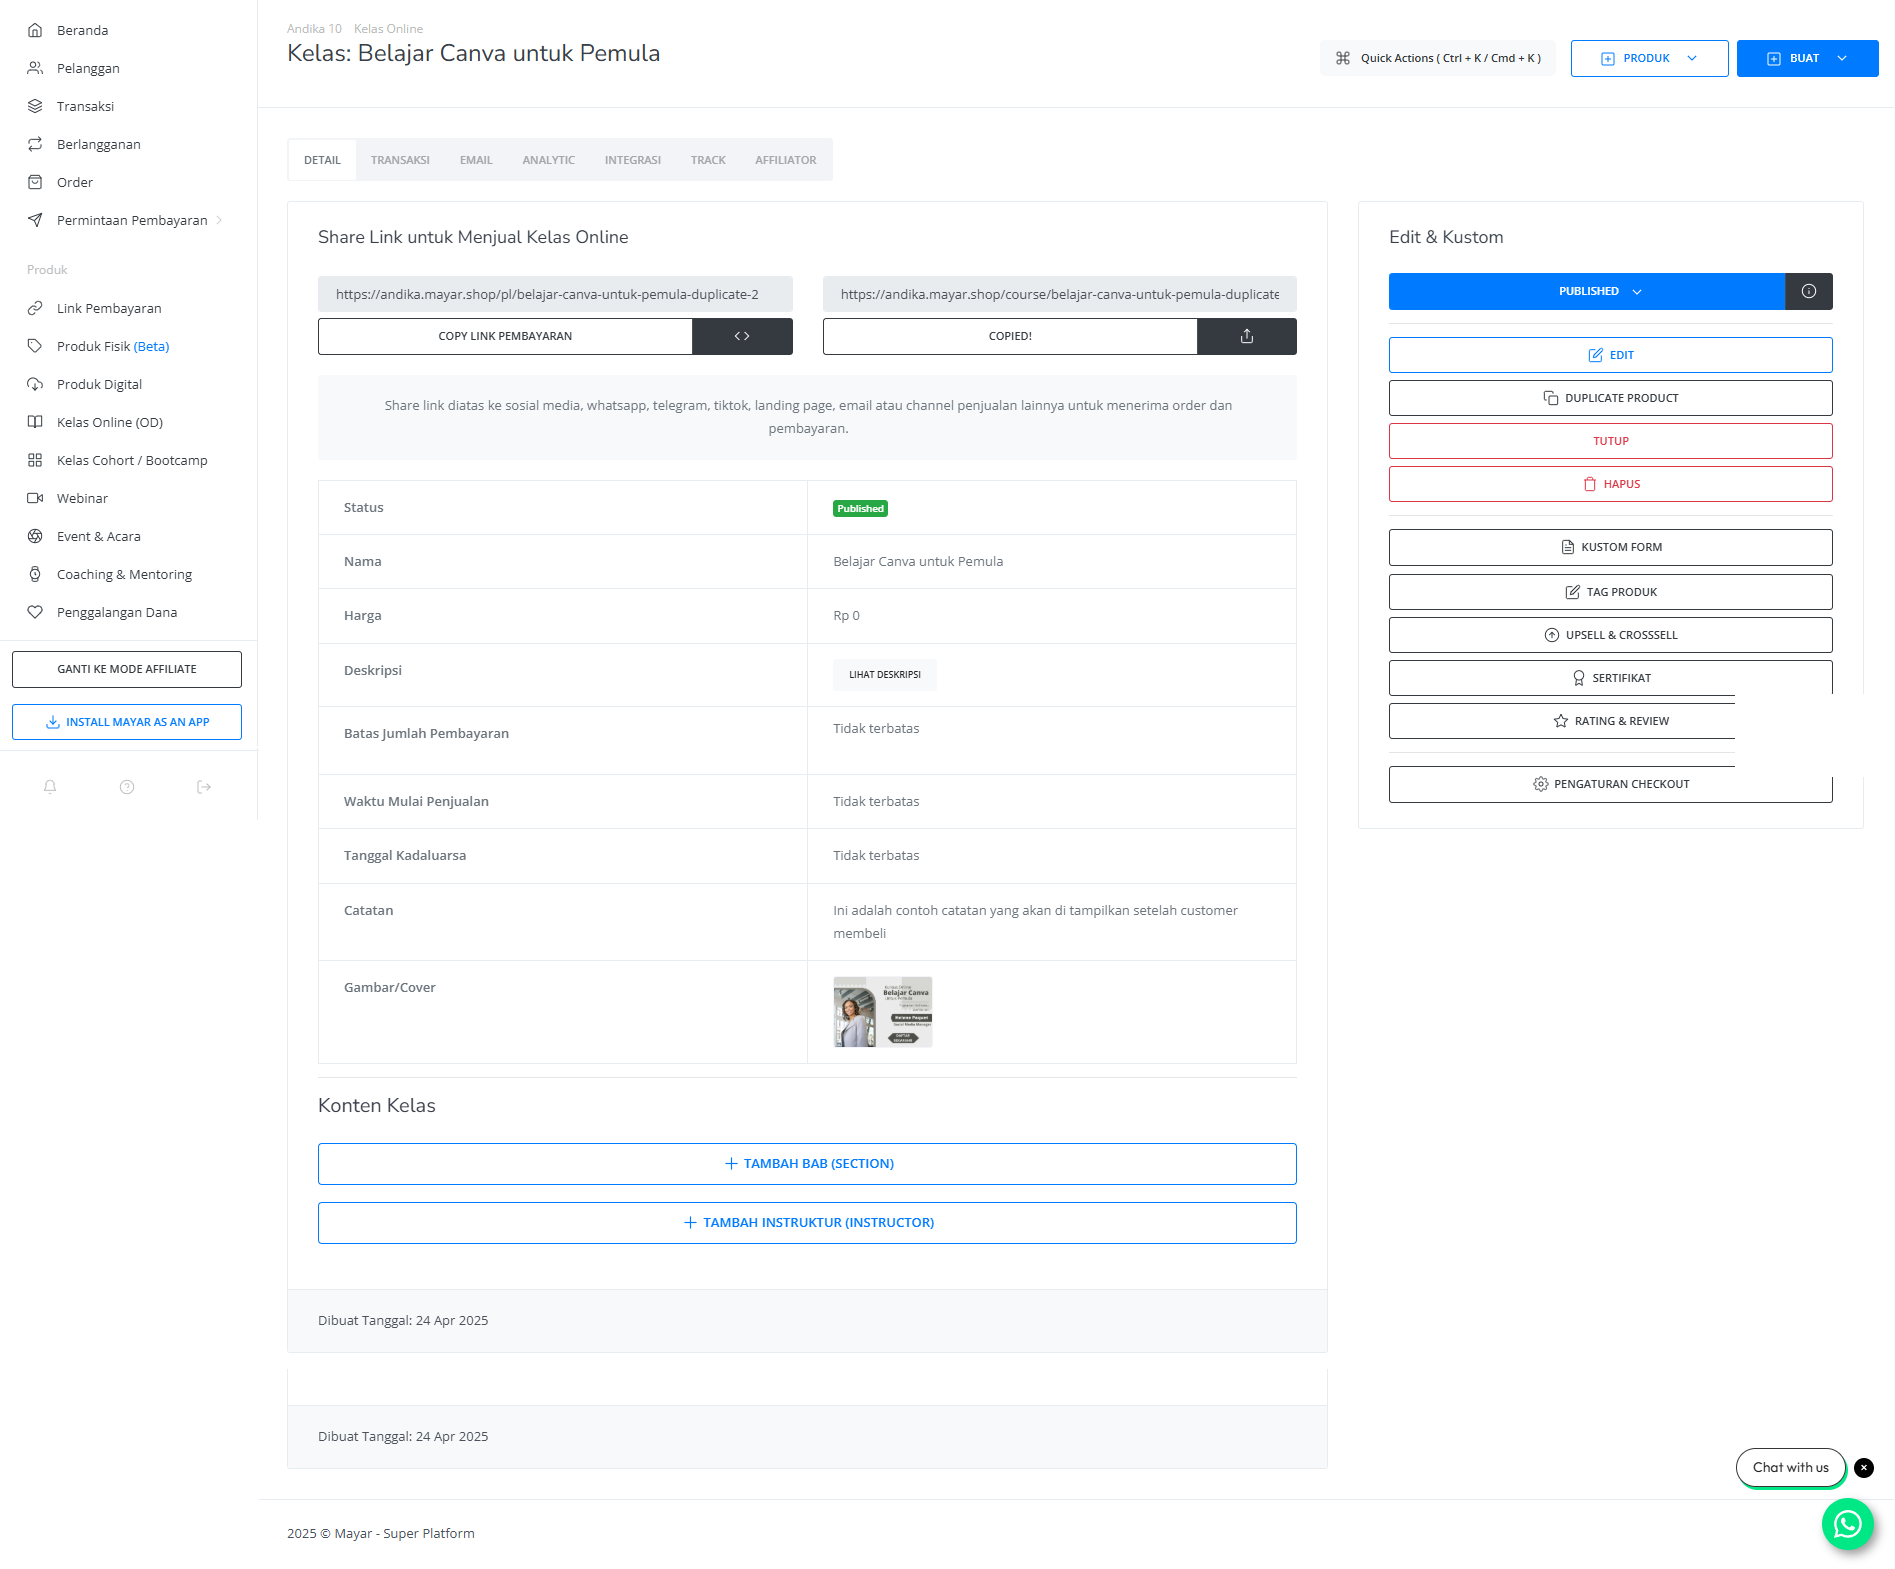 Beranda
Pelanggan
Transaksi
Berlangganan
Order
Permintaan Pembayaran
Produk
Link Pembayaran
Produk Fisik (Beta)
Produk Digital
Kelas Online (OD)
Kelas Cohort / Bootcamp
Webinar
Event & Acara
Coaching & Mentoring
Penggalangan Dana
GANTI KE MODE AFFILIATE
INSTALL MAYAR AS AN APP
Andika 10 Kelas Online
Kelas: Belajar Canva untuk Pemula
Quick Actions ( Ctrl + K / Cmd + K )
PRODUK
BUAT
DETAIL TRANSAKSI EMAIL ANALYTIC INTEGRASI TRACK AFFILIATOR
Share Link untuk Menjual Kelas Online
https://andika.mayar.shop/pl/belajar-canva-untuk-pemula-duplicate-2
COPY LINK PEMBAYARAN
https://andika.mayar.shop/course/belajar-canva-untuk-pemula-duplicate
COPIED!
Share link diatas ke sosial media, whatsapp, telegram, tiktok, landing page, email atau channel penjualan lainnya untuk menerima order dan
pembayaran.
Status Published
Nama Belajar Canva untuk Pemula
Harga Rp 0
Deskripsi LIHAT DESKRIPSI
Batas Jumlah Pembayaran Tidak terbatas
Waktu Mulai Penjualan Tidak terbatas
Tanggal Kadaluarsa Tidak terbatas
Catatan Ini adalah contoh catatan yang akan di tampilkan setelah customer
membeli
Gambar/Cover
Belajar Canva
Helene Paquet
Social Media Manager
Konten Kelas
TAMBAH BAB (SECTION)
TAMBAH INSTRUKTUR (INSTRUCTOR)
Dibuat Tanggal: 24 Apr 2025
Dibuat Tanggal: 24 Apr 2025
Edit & Kustom
PUBLISHED
EDIT
DUPLICATE PRODUCT
TUTUP
HAPUS
KUSTOM FORM
TAG PRODUK
UPSELL & CROSSSELL
SERTIFIKAT
RATING & REVIEW
PENGATURAN CHECKOUT
Chat with us
2025 © Mayar - Super Platform